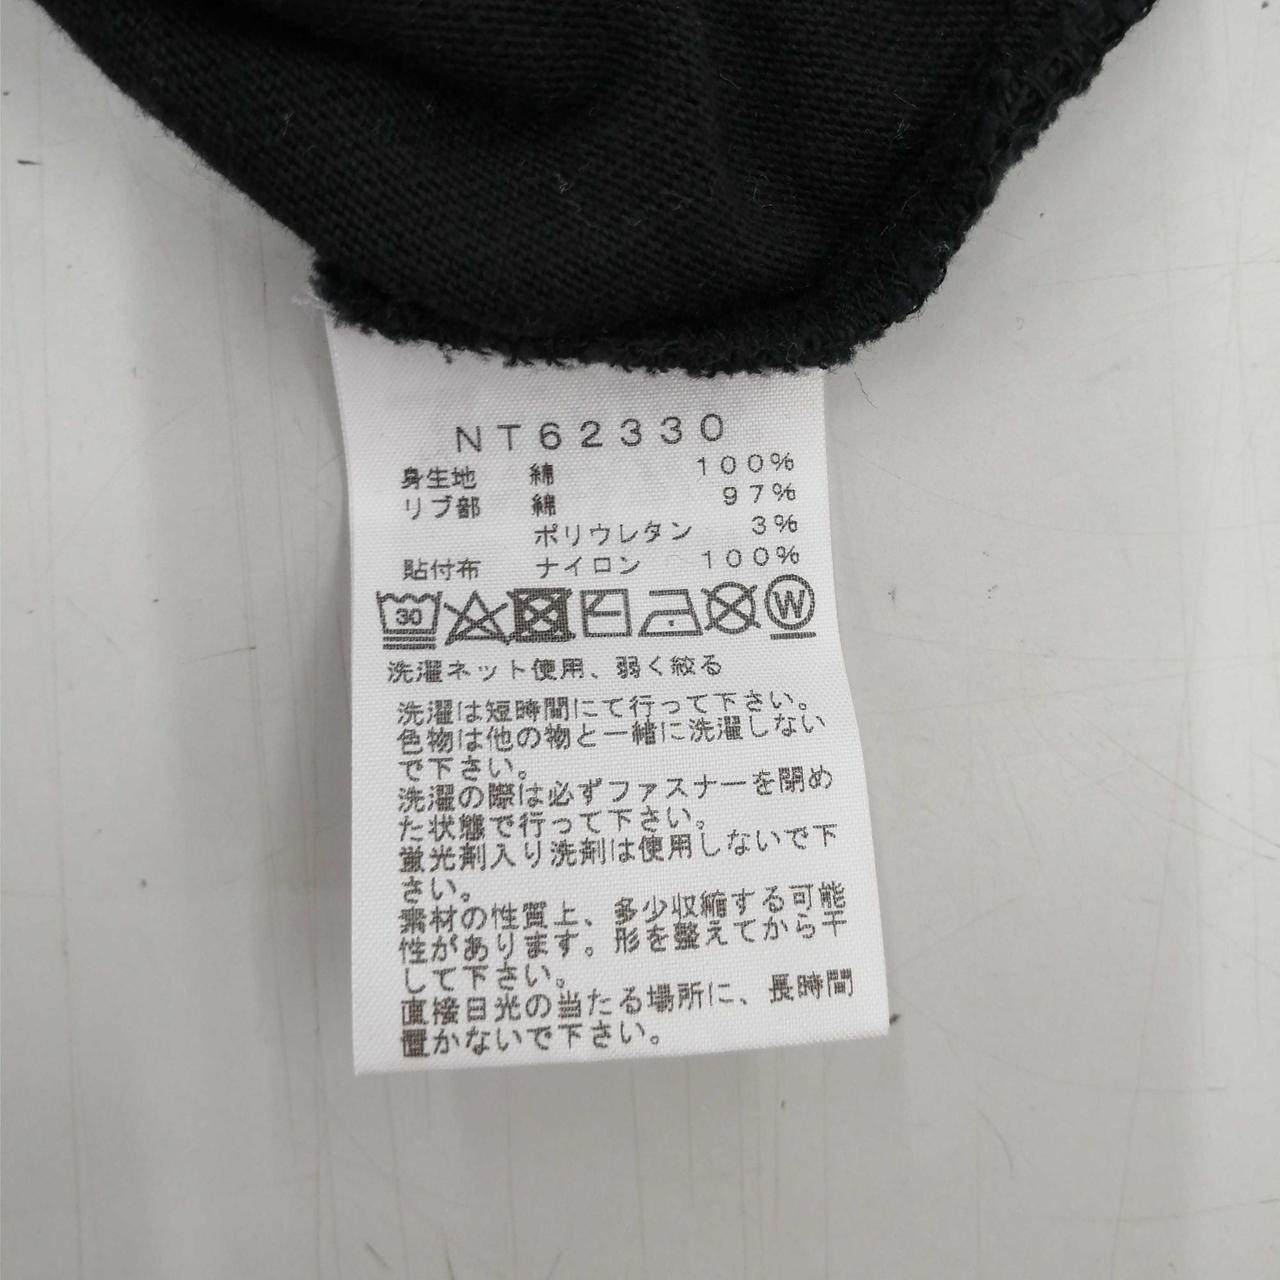 NT62330
身生地 綿 100%
リブ部 綿 97%
ポリウレタン 3%
貼付布 ナイロン 100%
30 W
洗濯ネット使用、弱く絞る
洗濯は短時間にて行って下さい。
色物は他の物と一緒に洗濯しない
で下さい。
洗濯の際は必ずファスナーを閉め
た状態で行って下さい。
蛍光剤入り洗剤は使用しないで下
さい。
素材の性質上、多少収縮する可能
性があります。形を整えてから干
して下さい。
直接日光の当たる場所に、長時間
置かないで下さい。